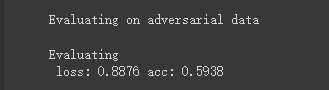 Evaluating on adversarial data
Evaluating
loss: 0.8876 acc: 0.5938